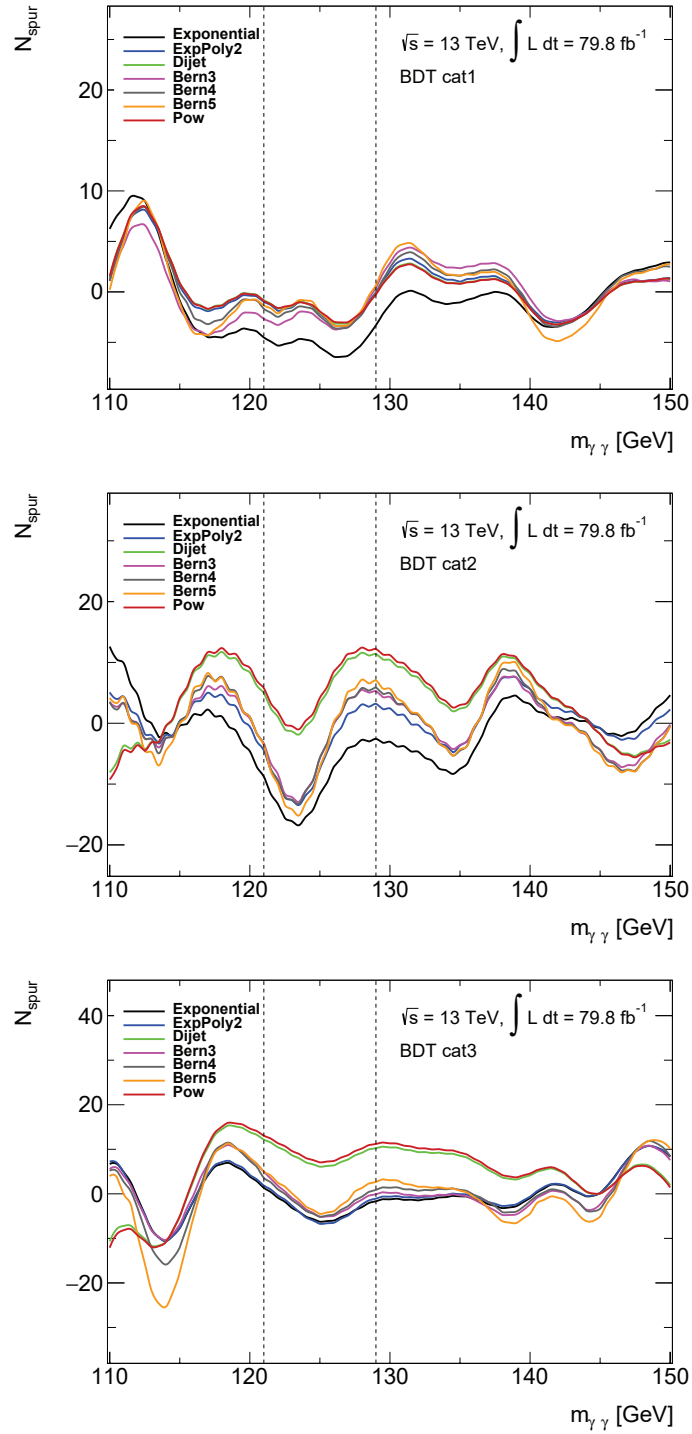 N_spur
Exponential
ExpPoly2
Dijet
Bern3
Bern4
Bern5
Pow
√s = 13 TeV, ∫ L dt = 79.8 fb⁻¹
BDT cat1
20
10
0
110 120 130 140 150
m_γγ [GeV]
N_spur
Exponential
ExpPoly2
Dijet
Bern3
Bern4
Bern5
Pow
√s = 13 TeV, ∫ L dt = 79.8 fb⁻¹
BDT cat2
20
0
−20
110 120 130 140 150
m_γγ [GeV]
N_spur
Exponential
ExpPoly2
Dijet
Bern3
Bern4
Bern5
Pow
√s = 13 TeV, ∫ L dt = 79.8 fb⁻¹
BDT cat3
40
20
0
−20
110 120 130 140 150
m_γγ [GeV]